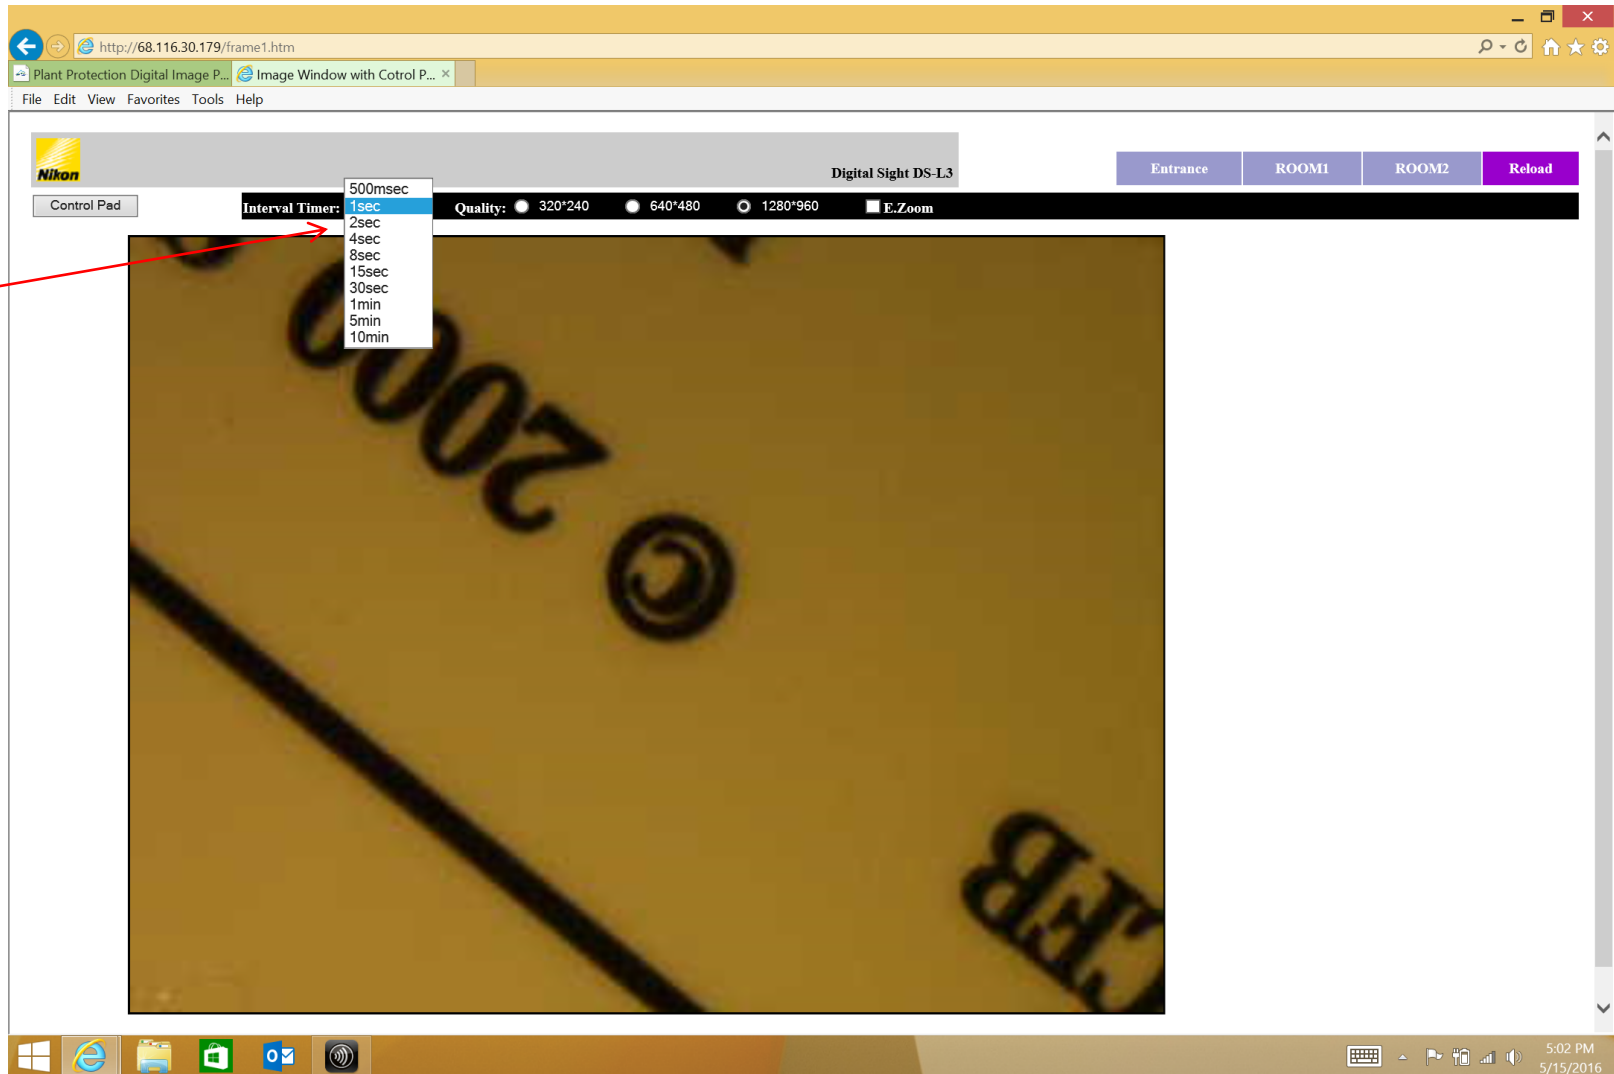 http://68.116.30.179/frame1.htm
Plant Protection Digital Image P...
Image Window with Cotrol P...
File Edit View Favorites Tools Help
Nikon
Digital Sight DS-L3
Entrance ROOM1 ROOM2 Reload
Control Pad
Interval Timer:
500msec
1sec
2sec
4sec
8sec
15sec
30sec
1min
5min
10min
Quality: 320*240 640*480 1280*960 E.Zoom
© 2000
5:02 PM
5/15/2016